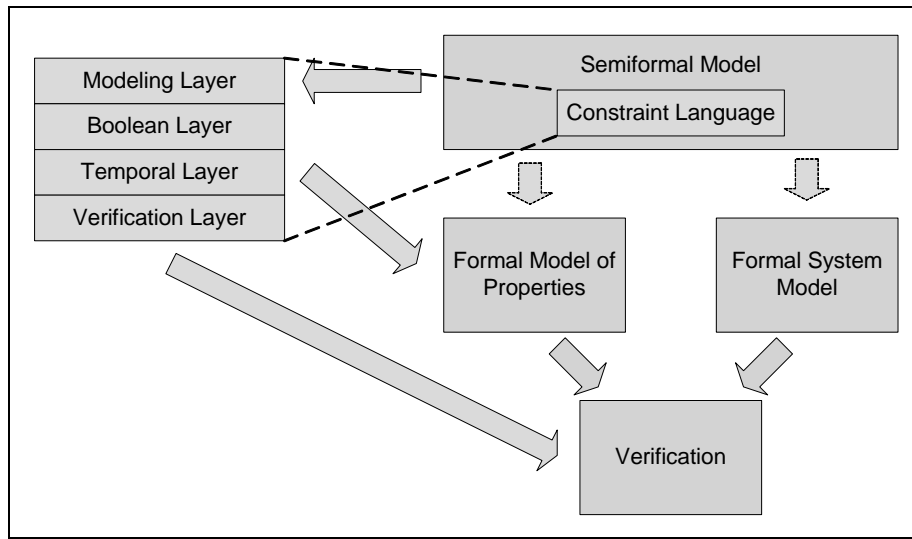 Modeling Layer
Boolean Layer
Temporal Layer
Verification Layer
Semiformal Model
Constraint Language
Formal Model of
Properties
Formal System
Model
Verification